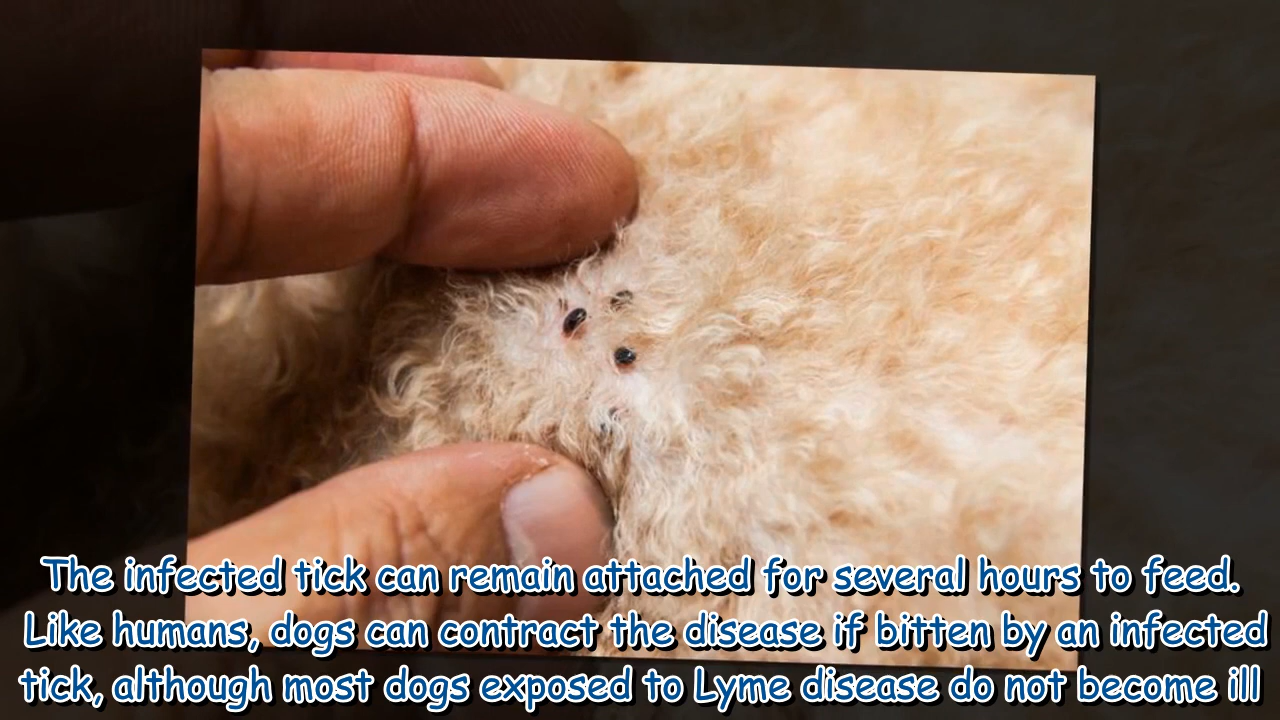 The infected tick can remain attached for several hours to feed.
Like humans, dogs can contract the disease if bitten by an infected
tick, although most dogs exposed to Lyme disease do not become ill